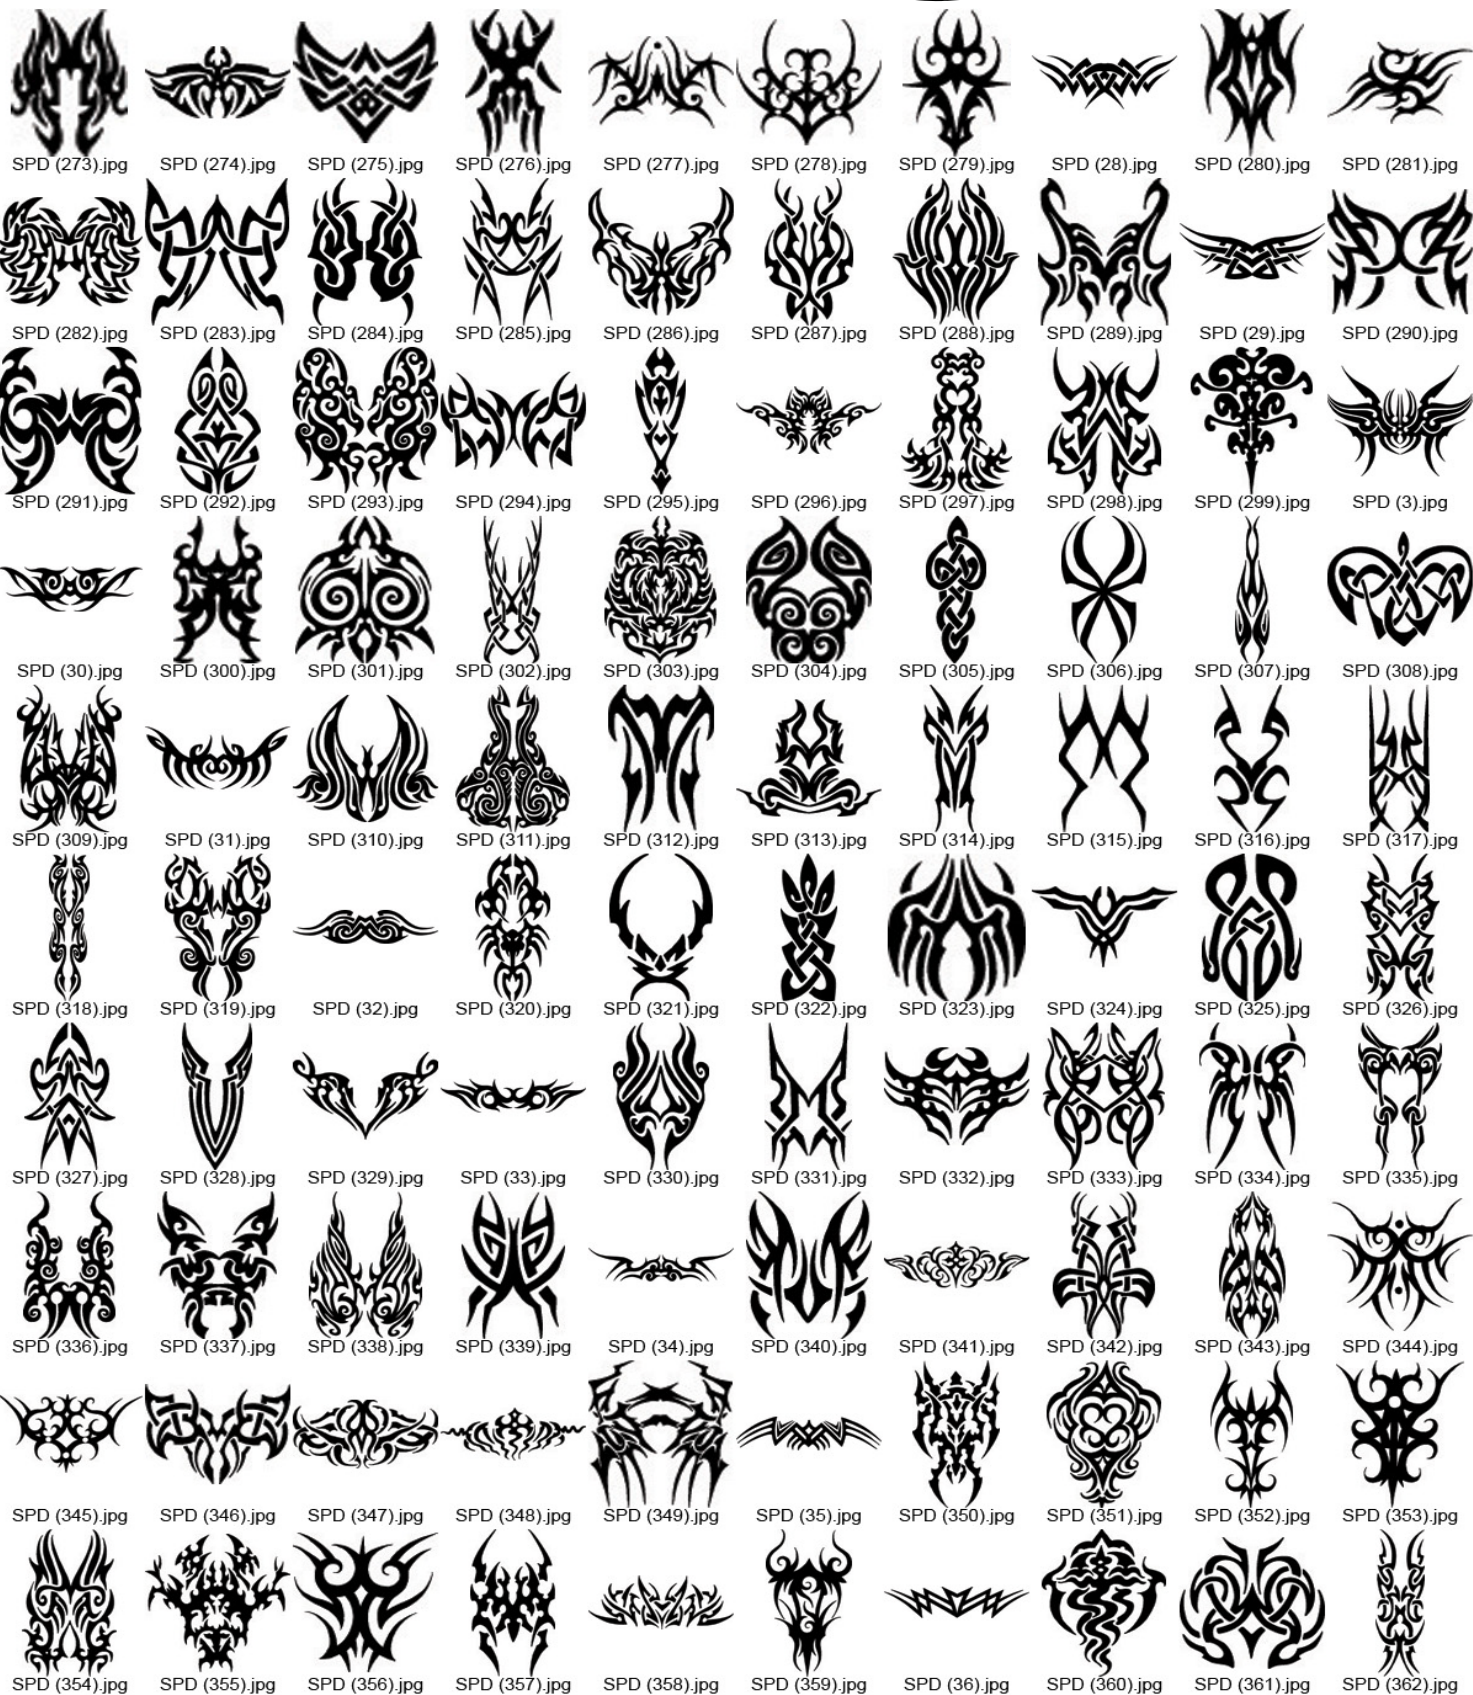 SPD (273).jpg SPD (274).jpg SPD (275).jpg SPD (276).jpg SPD (277).jpg SPD (278).jpg SPD (279).jpg SPD (28).jpg SPD (280).jpg SPD (281).jpg
SPD (282).jpg SPD (283).jpg SPD (284).jpg SPD (285).jpg SPD (286).jpg SPD (287).jpg SPD (288).jpg SPD (289).jpg SPD (29).jpg SPD (290).jpg
SPD (291).jpg SPD (292).jpg SPD (293).jpg SPD (294).jpg SPD (295).jpg SPD (296).jpg SPD (297).jpg SPD (298).jpg SPD (299).jpg SPD (3).jpg
SPD (30).jpg SPD (300).jpg SPD (301).jpg SPD (302).jpg SPD (303).jpg SPD (304).jpg SPD (305).jpg SPD (306).jpg SPD (307).jpg SPD (308).jpg
SPD (309).jpg SPD (31).jpg SPD (310).jpg SPD (311).jpg SPD (312).jpg SPD (313).jpg SPD (314).jpg SPD (315).jpg SPD (316).jpg SPD (317).jpg
SPD (318).jpg SPD (319).jpg SPD (32).jpg SPD (320).jpg SPD (321).jpg SPD (322).jpg SPD (323).jpg SPD (324).jpg SPD (325).jpg SPD (326).jpg
SPD (327).jpg SPD (328).jpg SPD (329).jpg SPD (33).jpg SPD (330).jpg SPD (331).jpg SPD (332).jpg SPD (333).jpg SPD (334).jpg SPD (335).jpg
SPD (336).jpg SPD (337).jpg SPD (338).jpg SPD (339).jpg SPD (34).jpg SPD (340).jpg SPD (341).jpg SPD (342).jpg SPD (343).jpg SPD (344).jpg
SPD (345).jpg SPD (346).jpg SPD (347).jpg SPD (348).jpg SPD (349).jpg SPD (35).jpg SPD (350).jpg SPD (351).jpg SPD (352).jpg SPD (353).jpg
SPD (354).jpg SPD (355).jpg SPD (356).jpg SPD (357).jpg SPD (358).jpg SPD (359).jpg SPD (36).jpg SPD (360).jpg SPD (361).jpg SPD (362).jpg